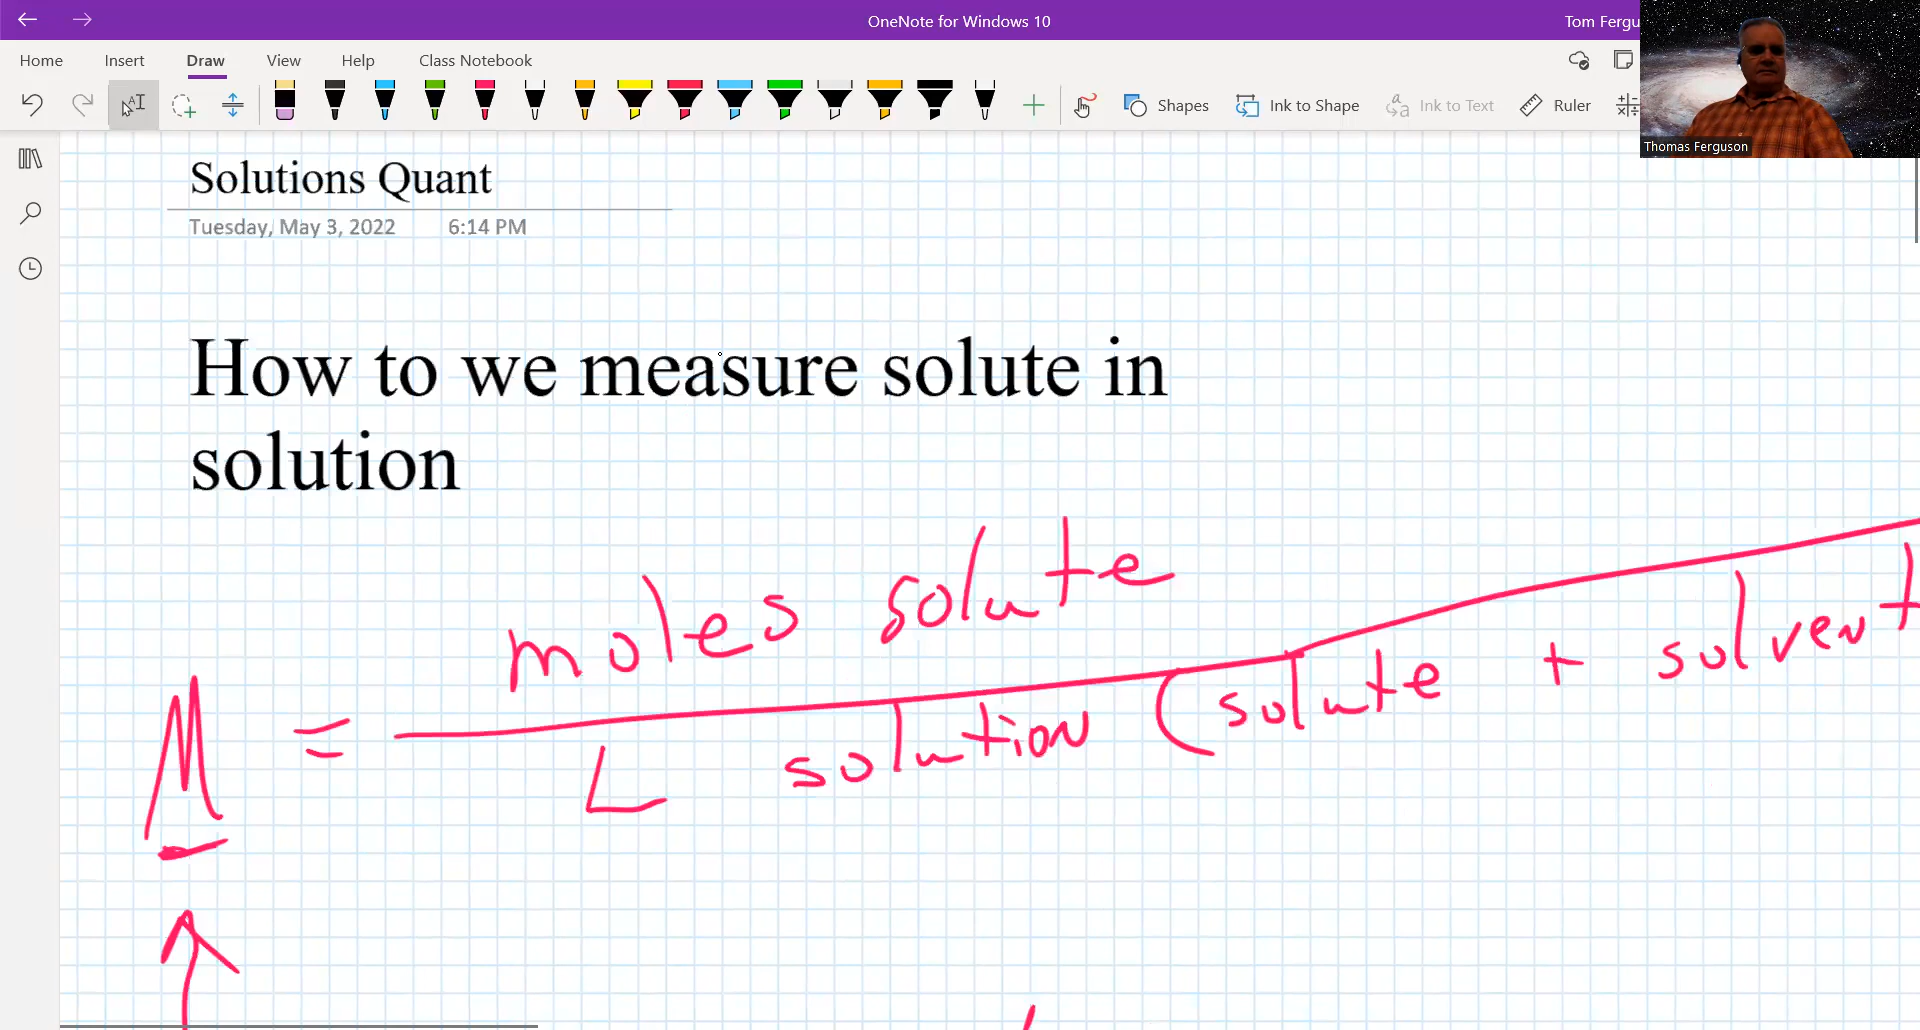 OneNote for Windows 10
Tom Fergu
Home Insert Draw View Help Class Notebook
Shapes Ink to Shape Ink to Text Ruler
Thomas Ferguson
Solutions Quant
Tuesday, May 3, 2022 6:14 PM
How to we measure solute in
solution
moles solute
M =
L solution (solute + solvent